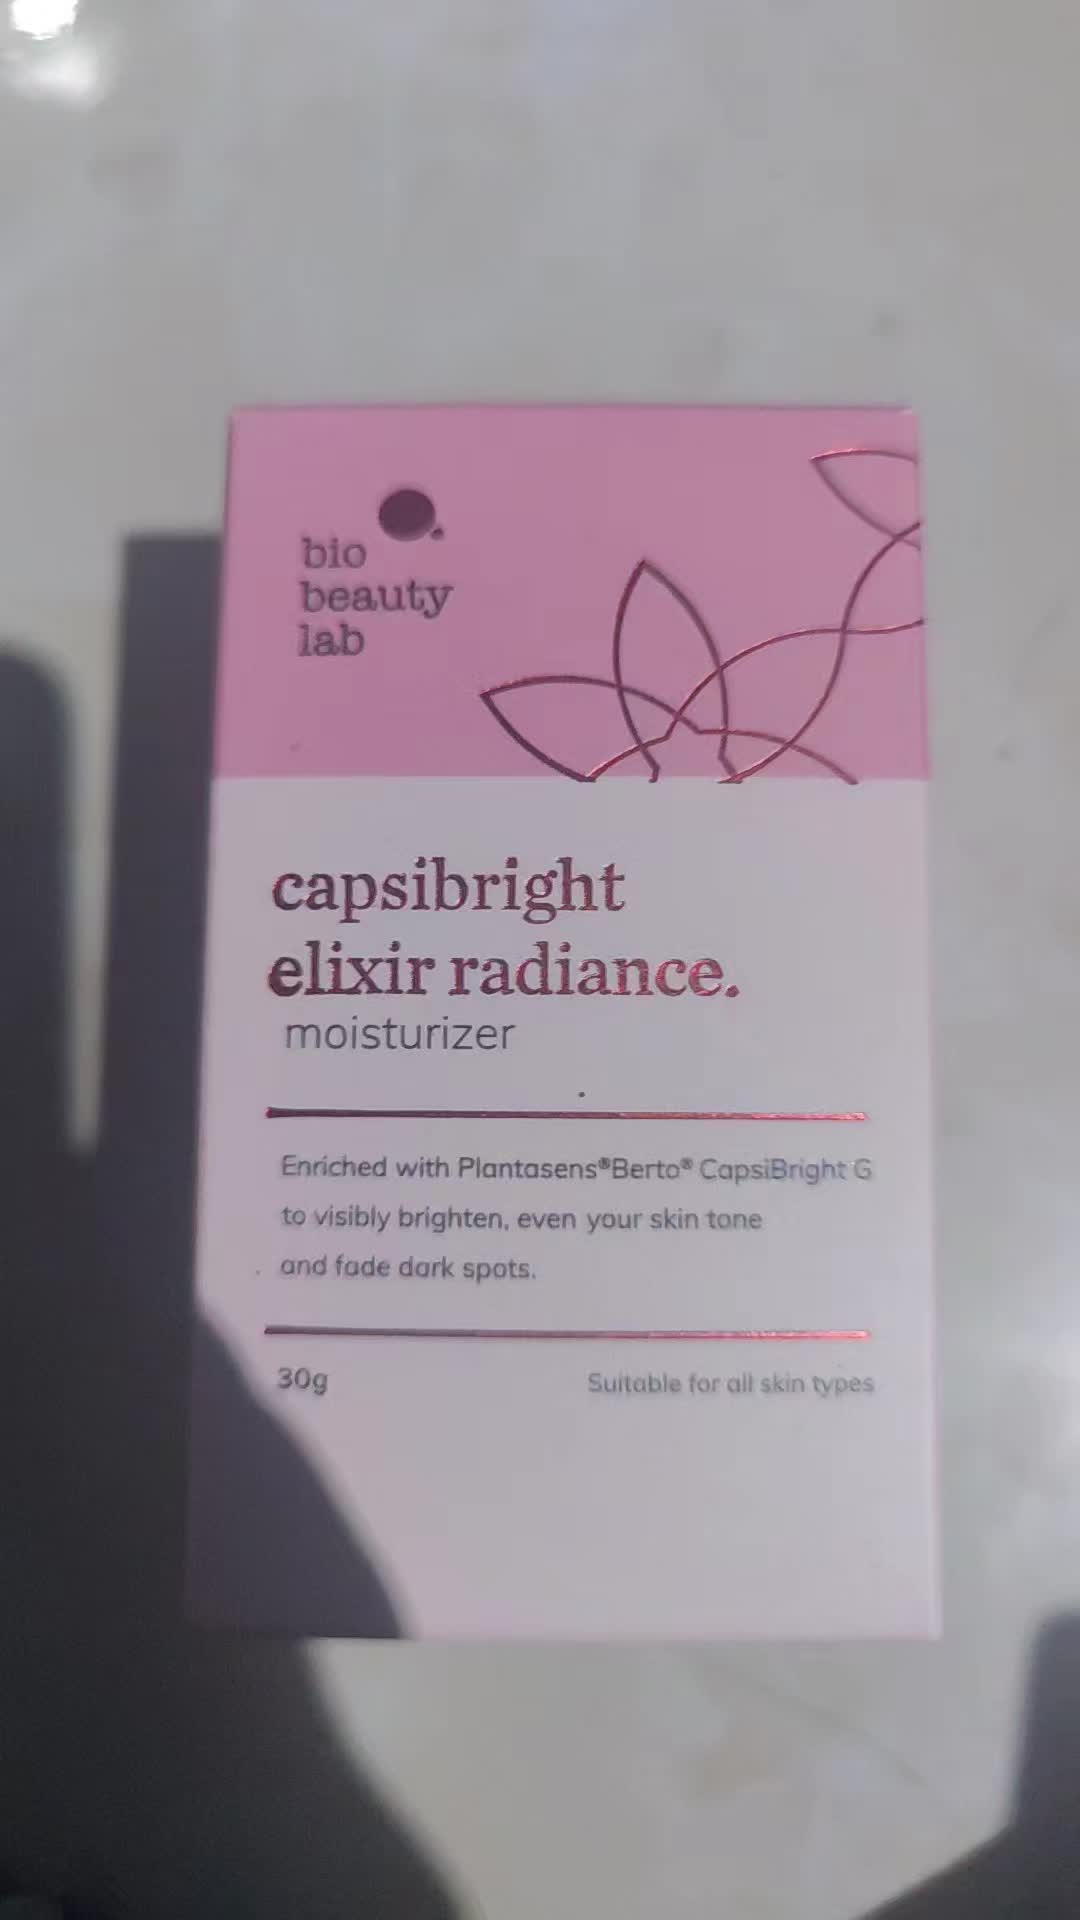 bio
beauty
lab
capsibright
elixir radiance.
moisturizer
Enriched with Plantasens®Berto® CapsiBright G
to visibly brighten, even your skin tone
and fade dark spots.
30g
Suitable for all skin types